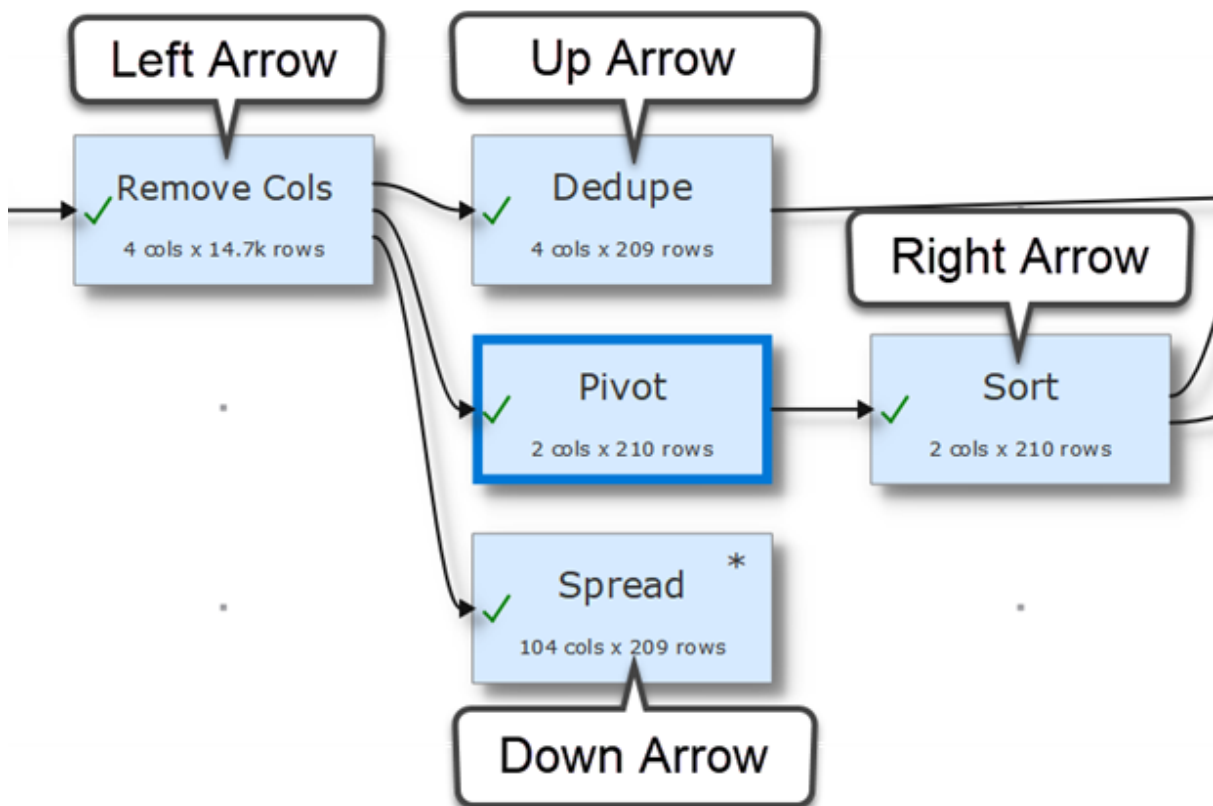 Left Arrow
Up Arrow
Remove Cols
4 cols x 14.7k rows
Dedupe
4 cols x 209 rows
Right Arrow
Pivot
2 cols x 210 rows
Sort
2 cols x 210 rows
Spread *
104 cols x 209 rows
Down Arrow